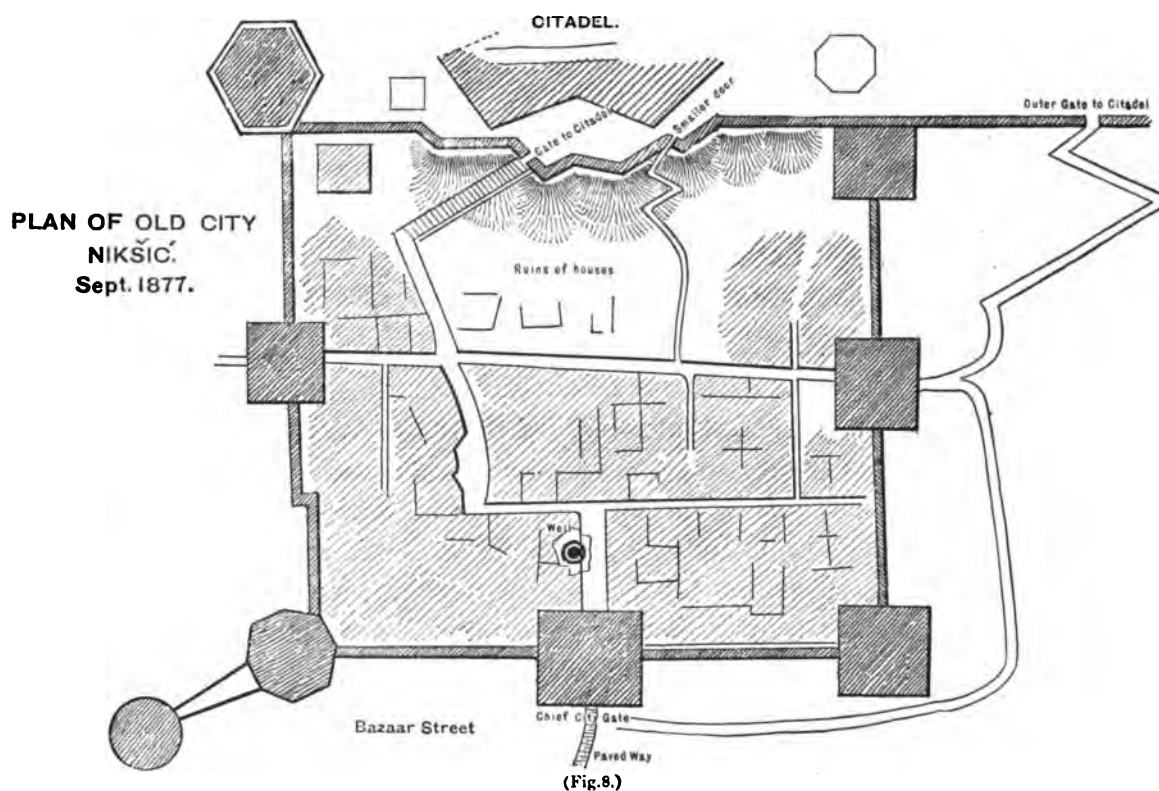 CITADEL.
Gate to Citadel
Smaller door
Outer Gate to Citadel
PLAN OF OLD CITY
NIKŠIĆ.
Sept. 1877.
Ruins of houses
Well
Bazaar Street
Chief City Gate
Paved Way
(Fig.8.)